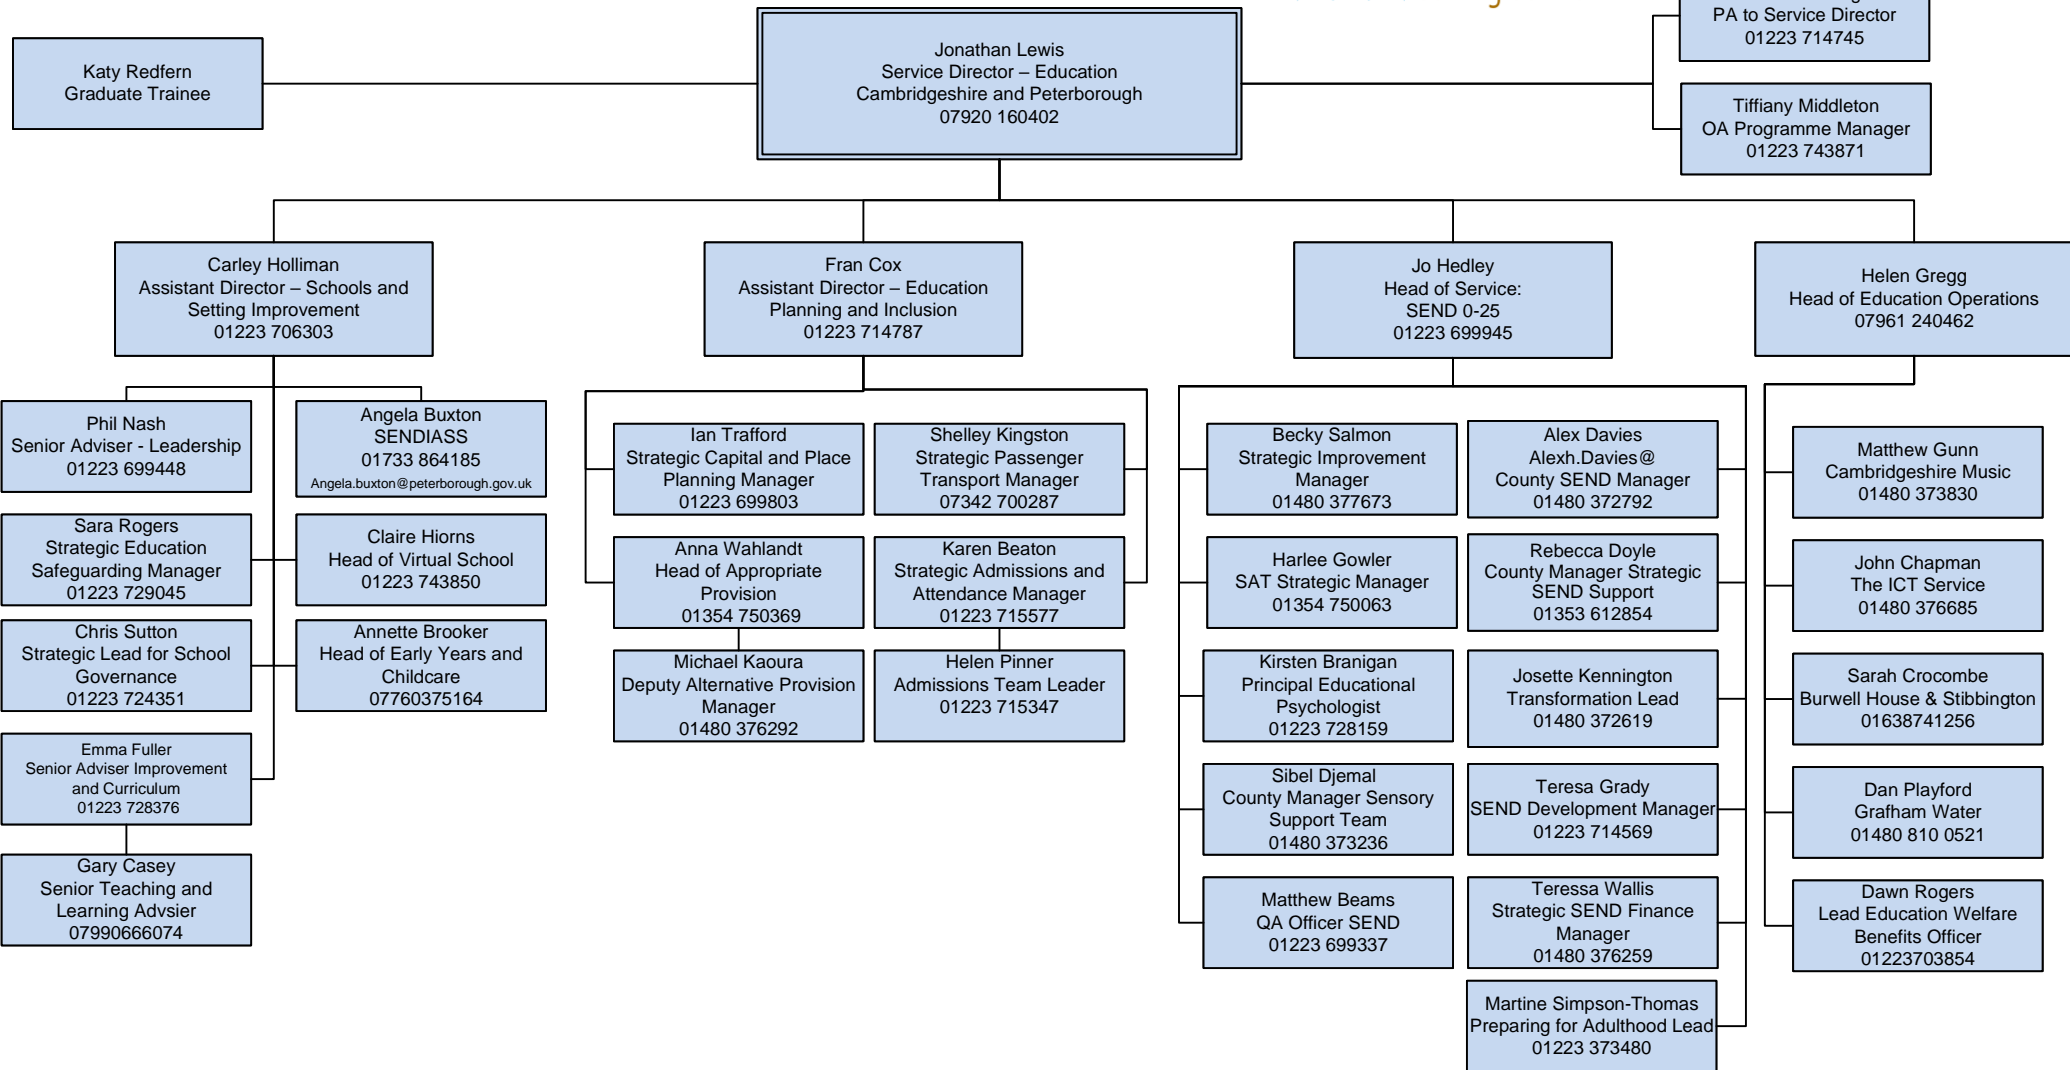 PA to Service Director
01223 714745
Katy Redfern
Graduate Trainee
Jonathan Lewis
Service Director – Education
Cambridgeshire and Peterborough
07920 160402
Tiffiany Middleton
OA Programme Manager
01223 743871
Carley Holliman
Assistant Director – Schools and
Setting Improvement
01223 706303
Fran Cox
Assistant Director – Education
Planning and Inclusion
01223 714787
Jo Hedley
Head of Service:
SEND 0-25
01223 699945
Helen Gregg
Head of Education Operations
07961 240462
Phil Nash
Senior Adviser - Leadership
01223 699448
Angela Buxton
SENDIASS
01733 864185
Angela.buxton@peterborough.gov.uk
Sara Rogers
Strategic Education
Safeguarding Manager
01223 729045
Claire Hiorns
Head of Virtual School
01223 743850
Chris Sutton
Strategic Lead for School
Governance
01223 724351
Annette Brooker
Head of Early Years and
Childcare
07760375164
Emma Fuller
Senior Adviser Improvement
and Curriculum
01223 728376
Gary Casey
Senior Teaching and
Learning Advsier
07990666074
Ian Trafford
Strategic Capital and Place
Planning Manager
01223 699803
Shelley Kingston
Strategic Passenger
Transport Manager
07342 700287
Anna Wahlandt
Head of Appropriate
Provision
01354 750369
Karen Beaton
Strategic Admissions and
Attendance Manager
01223 715577
Michael Kaoura
Deputy Alternative Provision
Manager
01480 376292
Helen Pinner
Admissions Team Leader
01223 715347
Becky Salmon
Strategic Improvement
Manager
01480 377673
Alex Davies
Alexh.Davies@
County SEND Manager
01480 372792
Harlee Gowler
SAT Strategic Manager
01354 750063
Rebecca Doyle
County Manager Strategic
SEND Support
01353 612854
Kirsten Branigan
Principal Educational
Psychologist
01223 728159
Josette Kennington
Transformation Lead
01480 372619
Sibel Djemal
County Manager Sensory
Support Team
01480 373236
Teresa Grady
SEND Development Manager
01223 714569
Matthew Beams
QA Officer SEND
01223 699337
Teressa Wallis
Strategic SEND Finance
Manager
01480 376259
Martine Simpson-Thomas
Preparing for Adulthood Lead
01223 373480
Matthew Gunn
Cambridgeshire Music
01480 373830
John Chapman
The ICT Service
01480 376685
Sarah Crocombe
Burwell House & Stibbington
01638741256
Dan Playford
Grafham Water
01480 810 0521
Dawn Rogers
Lead Education Welfare
Benefits Officer
01223703854